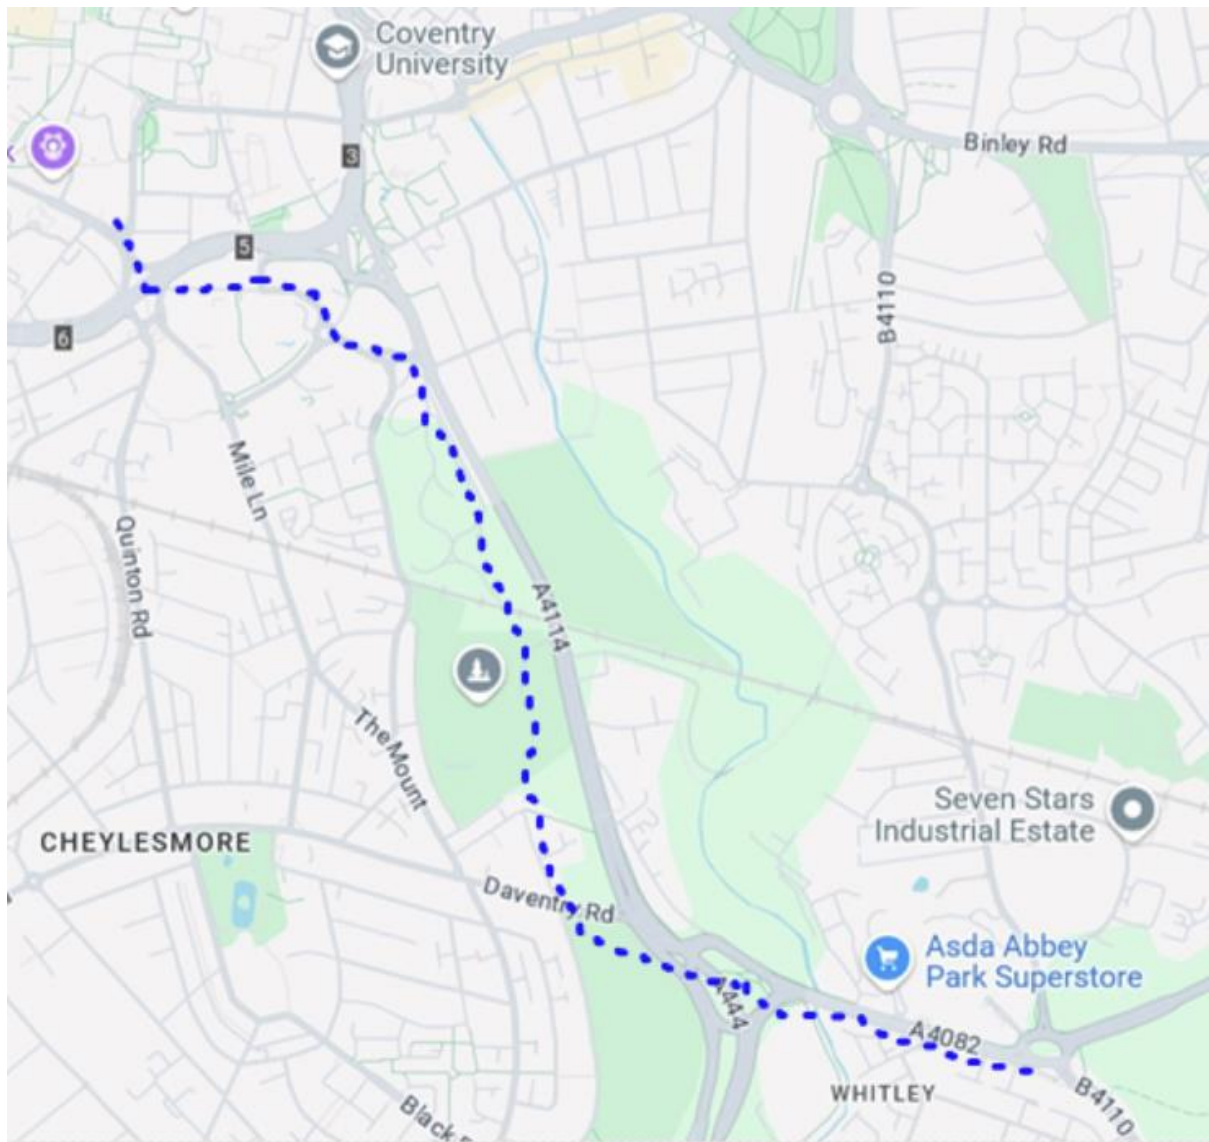 Coventry
University
3
Binley Rd
5
B4110
6
Mile Ln
Quinton Rd
A4114
The Mount
Seven Stars
Industrial Estate
CHEYLESMORE
Daventry Rd
Asda Abbey
Park Superstore
A444
A4082
WHITLEY
B4110
Black